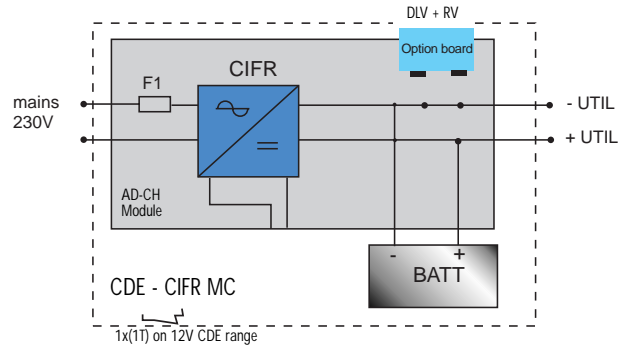 DLV + RV
Option board
CIFR
F1
mains
230V
- UTIL
+ UTIL
AD-CH
Module
- +
BATT
CDE - CIFR MC
1x(1T) on 12V CDE range